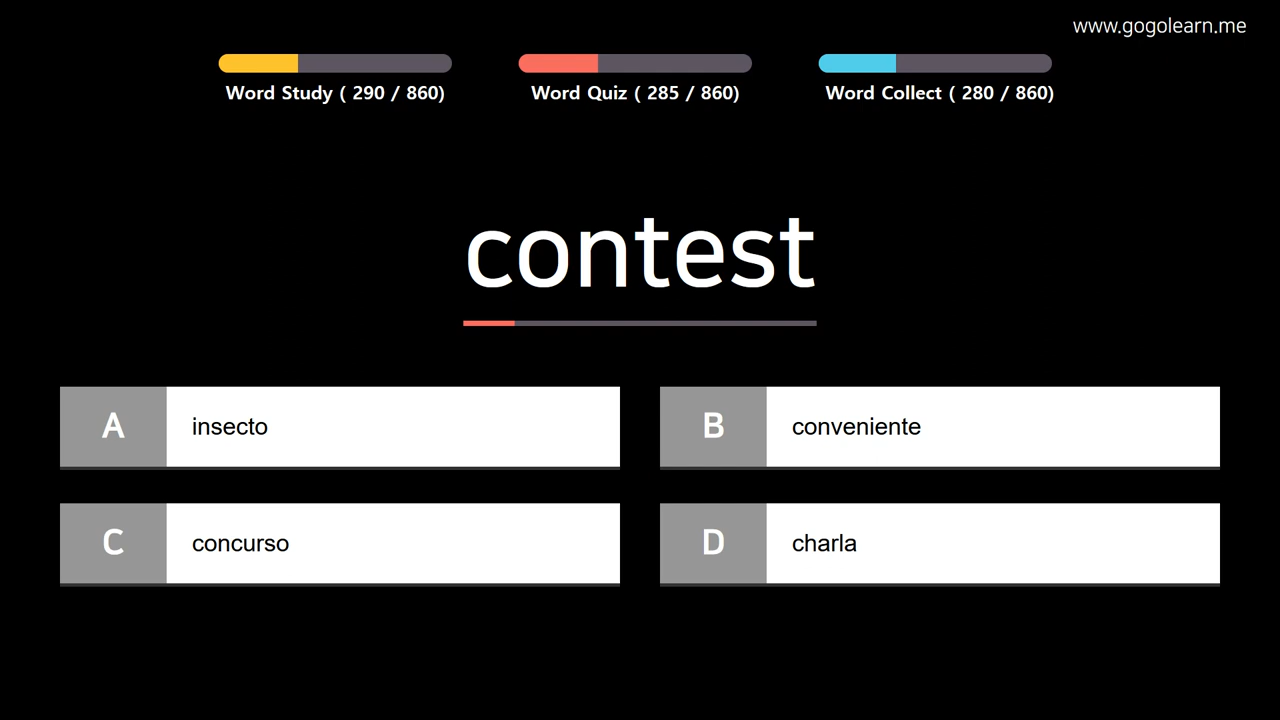 www.gogolearn.me
Word Study ( 290 / 860)
Word Quiz ( 285 / 860)
Word Collect ( 280 / 860)
contest
A insecto
B conveniente
C concurso
D charla